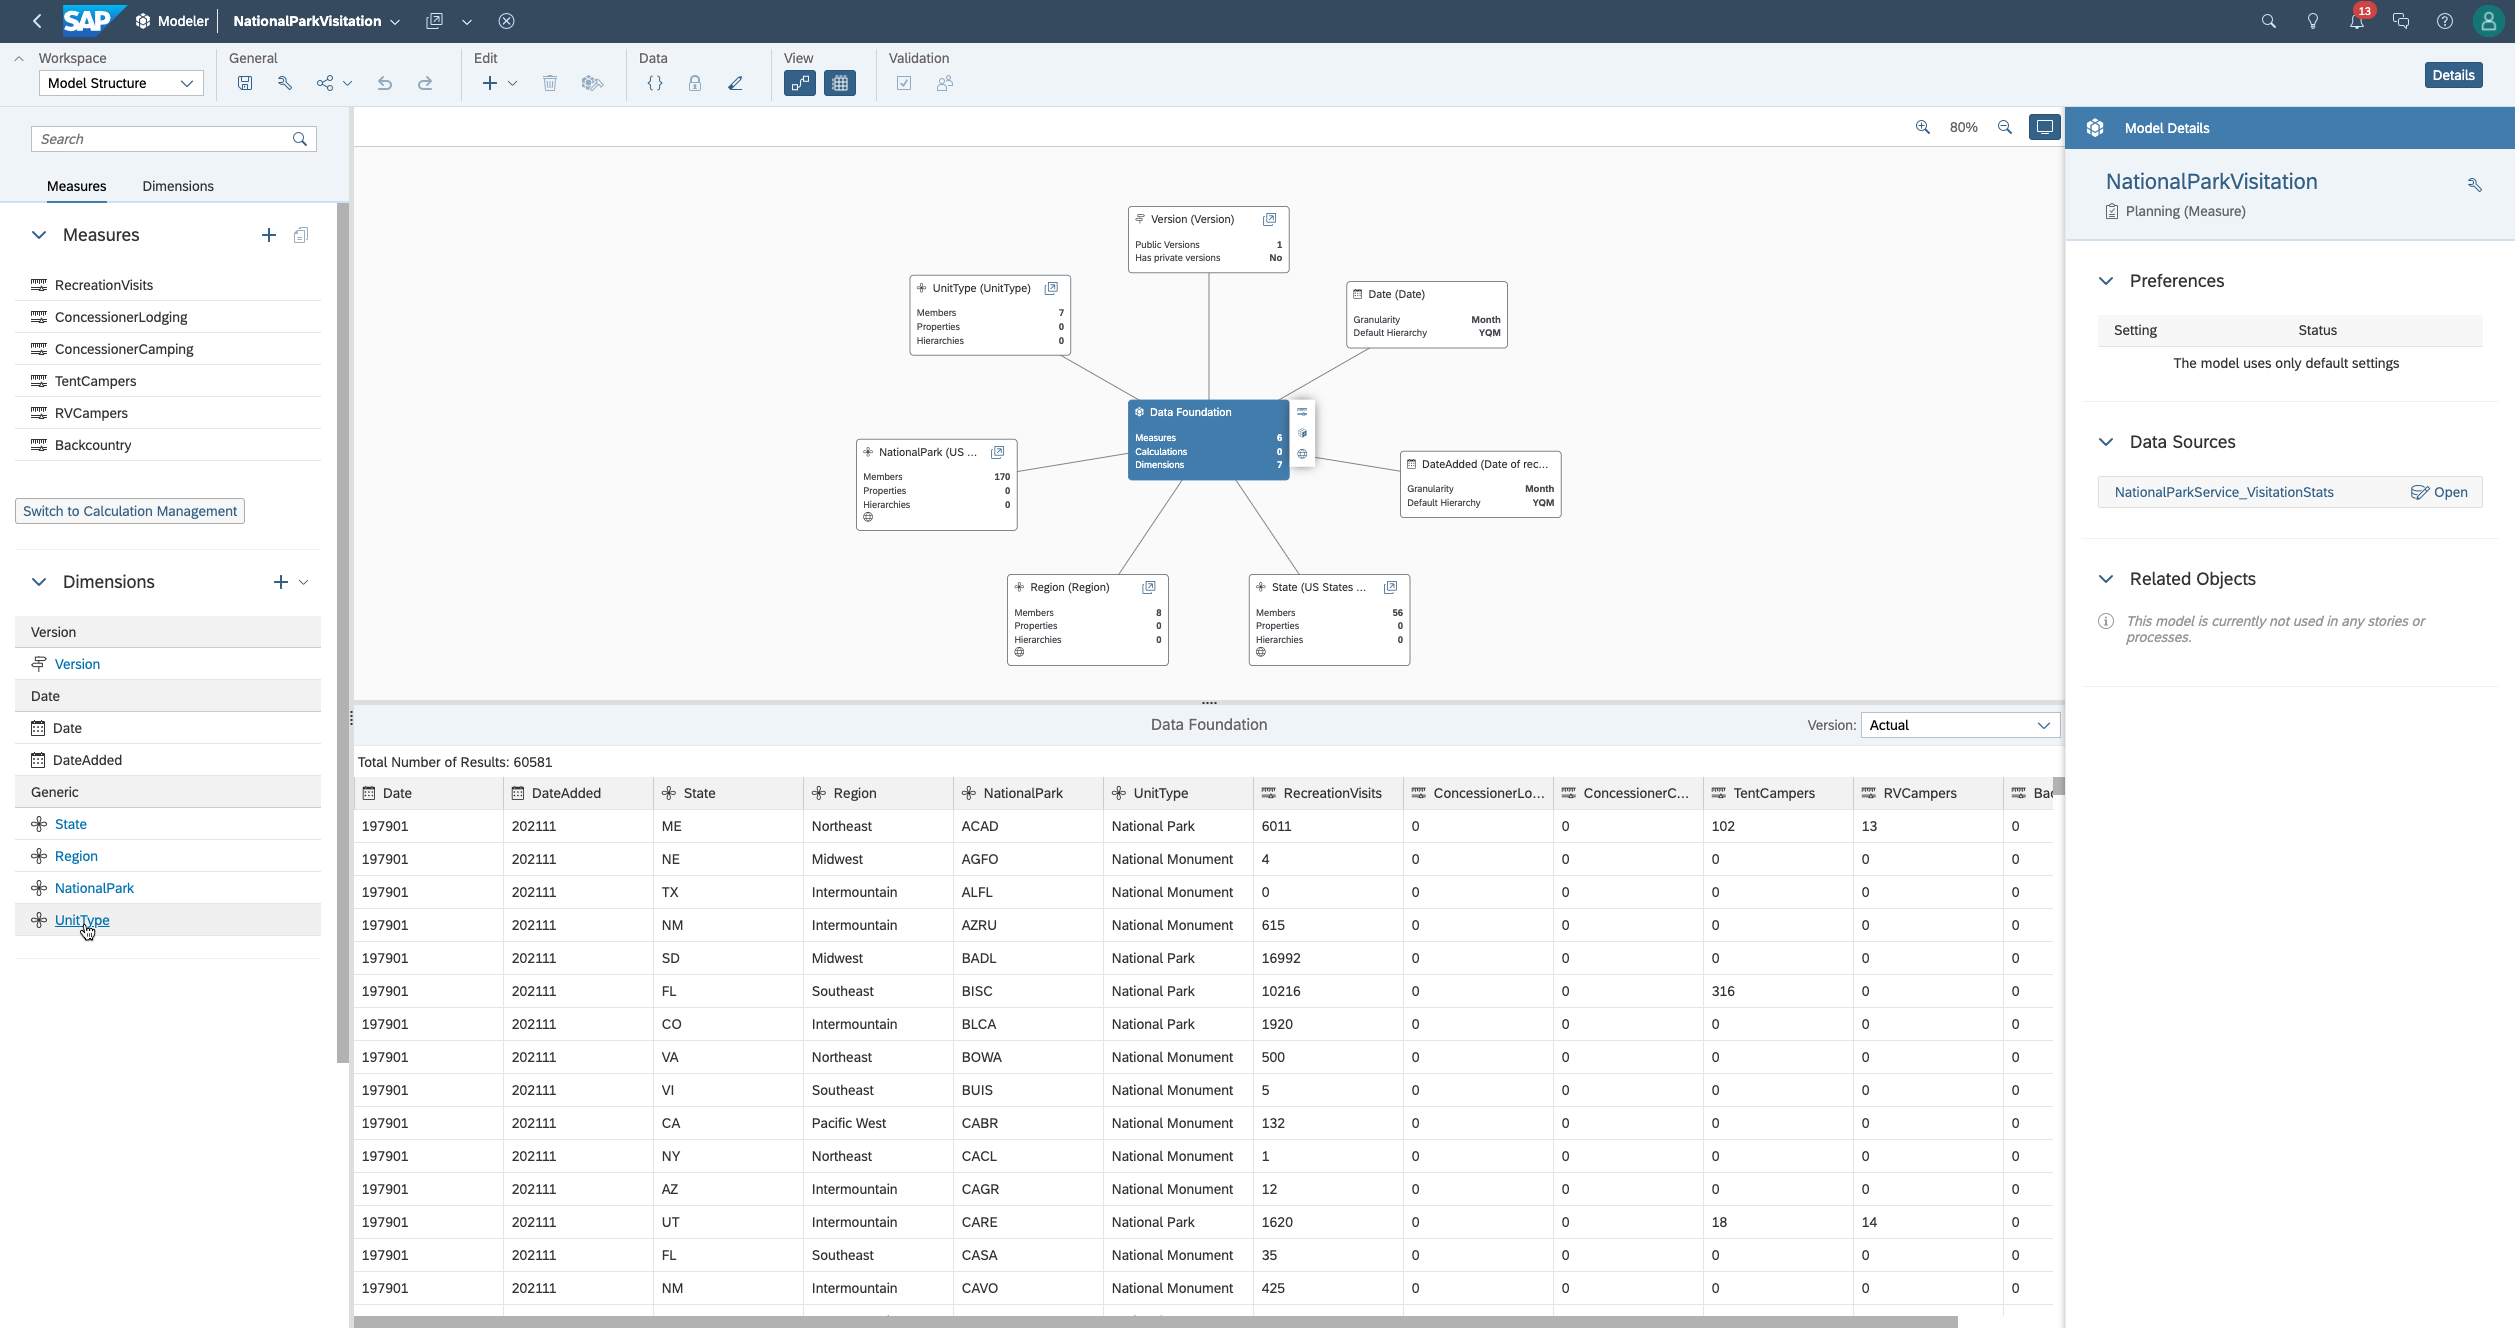 SAP Modeler NationalParkVisitation 13
Workspace General Edit Data View Validation
Model Structure Details
Search
Measures Dimensions
Measures
RecreationVisits
ConcessionerLodging
ConcessionerCamping
TentCampers
RVCampers
Backcountry
Switch to Calculation Management
Dimensions
Version
Version
Date
Date
DateAdded
Generic
State
Region
NationalPark
UnitType
80%
Version (Version)
Public Versions 1
Has private versions No
UnitType (UnitType)
Members 7
Properties 0
Hierarchies 0
Date (Date)
Granularity Month
Default Hierarchy YQM
Data Foundation
Measures 6
Calculations 0
Dimensions 7
NationalPark (US ...
Members 170
Properties 0
Hierarchies 0
DateAdded (Date of rec...
Granularity Month
Default Hierarchy YQM
Region (Region)
Members 8
Properties 0
Hierarchies 0
State (US States ...
Members 56
Properties 0
Hierarchies 0
Data Foundation
Version: Actual
Total Number of Results: 60581
Date DateAdded State Region NationalPark UnitType RecreationVisits ConcessionerLo... ConcessionerC... TentCampers RVCampers Bac
197901 202111 ME Northeast ACAD National Park 6011 0 0 102 13 0
197901 202111 NE Midwest AGFO National Monument 4 0 0 0 0 0
197901 202111 TX Intermountain ALFL National Monument 0 0 0 0 0 0
197901 202111 NM Intermountain AZRU National Monument 615 0 0 0 0 0
197901 202111 SD Midwest BADL National Park 16992 0 0 0 0 0
197901 202111 FL Southeast BISC National Park 10216 0 0 316 0 0
197901 202111 CO Intermountain BLCA National Park 1920 0 0 0 0 0
197901 202111 VA Northeast BOWA National Monument 500 0 0 0 0 0
197901 202111 VI Southeast BUIS National Monument 5 0 0 0 0 0
197901 202111 CA Pacific West CABR National Monument 132 0 0 0 0 0
197901 202111 NY Northeast CACL National Monument 1 0 0 0 0 0
197901 202111 AZ Intermountain CAGR National Monument 12 0 0 0 0 0
197901 202111 UT Intermountain CARE National Park 1620 0 0 18 14 0
197901 202111 FL Southeast CASA National Monument 35 0 0 0 0 0
197901 202111 NM Intermountain CAVO National Monument 425 0 0 0 0 0
Model Details
NationalParkVisitation
Planning (Measure)
Preferences
Setting Status
The model uses only default settings
Data Sources
NationalParkService_VisitationStats Open
Related Objects
This model is currently not used in any stories or
processes.